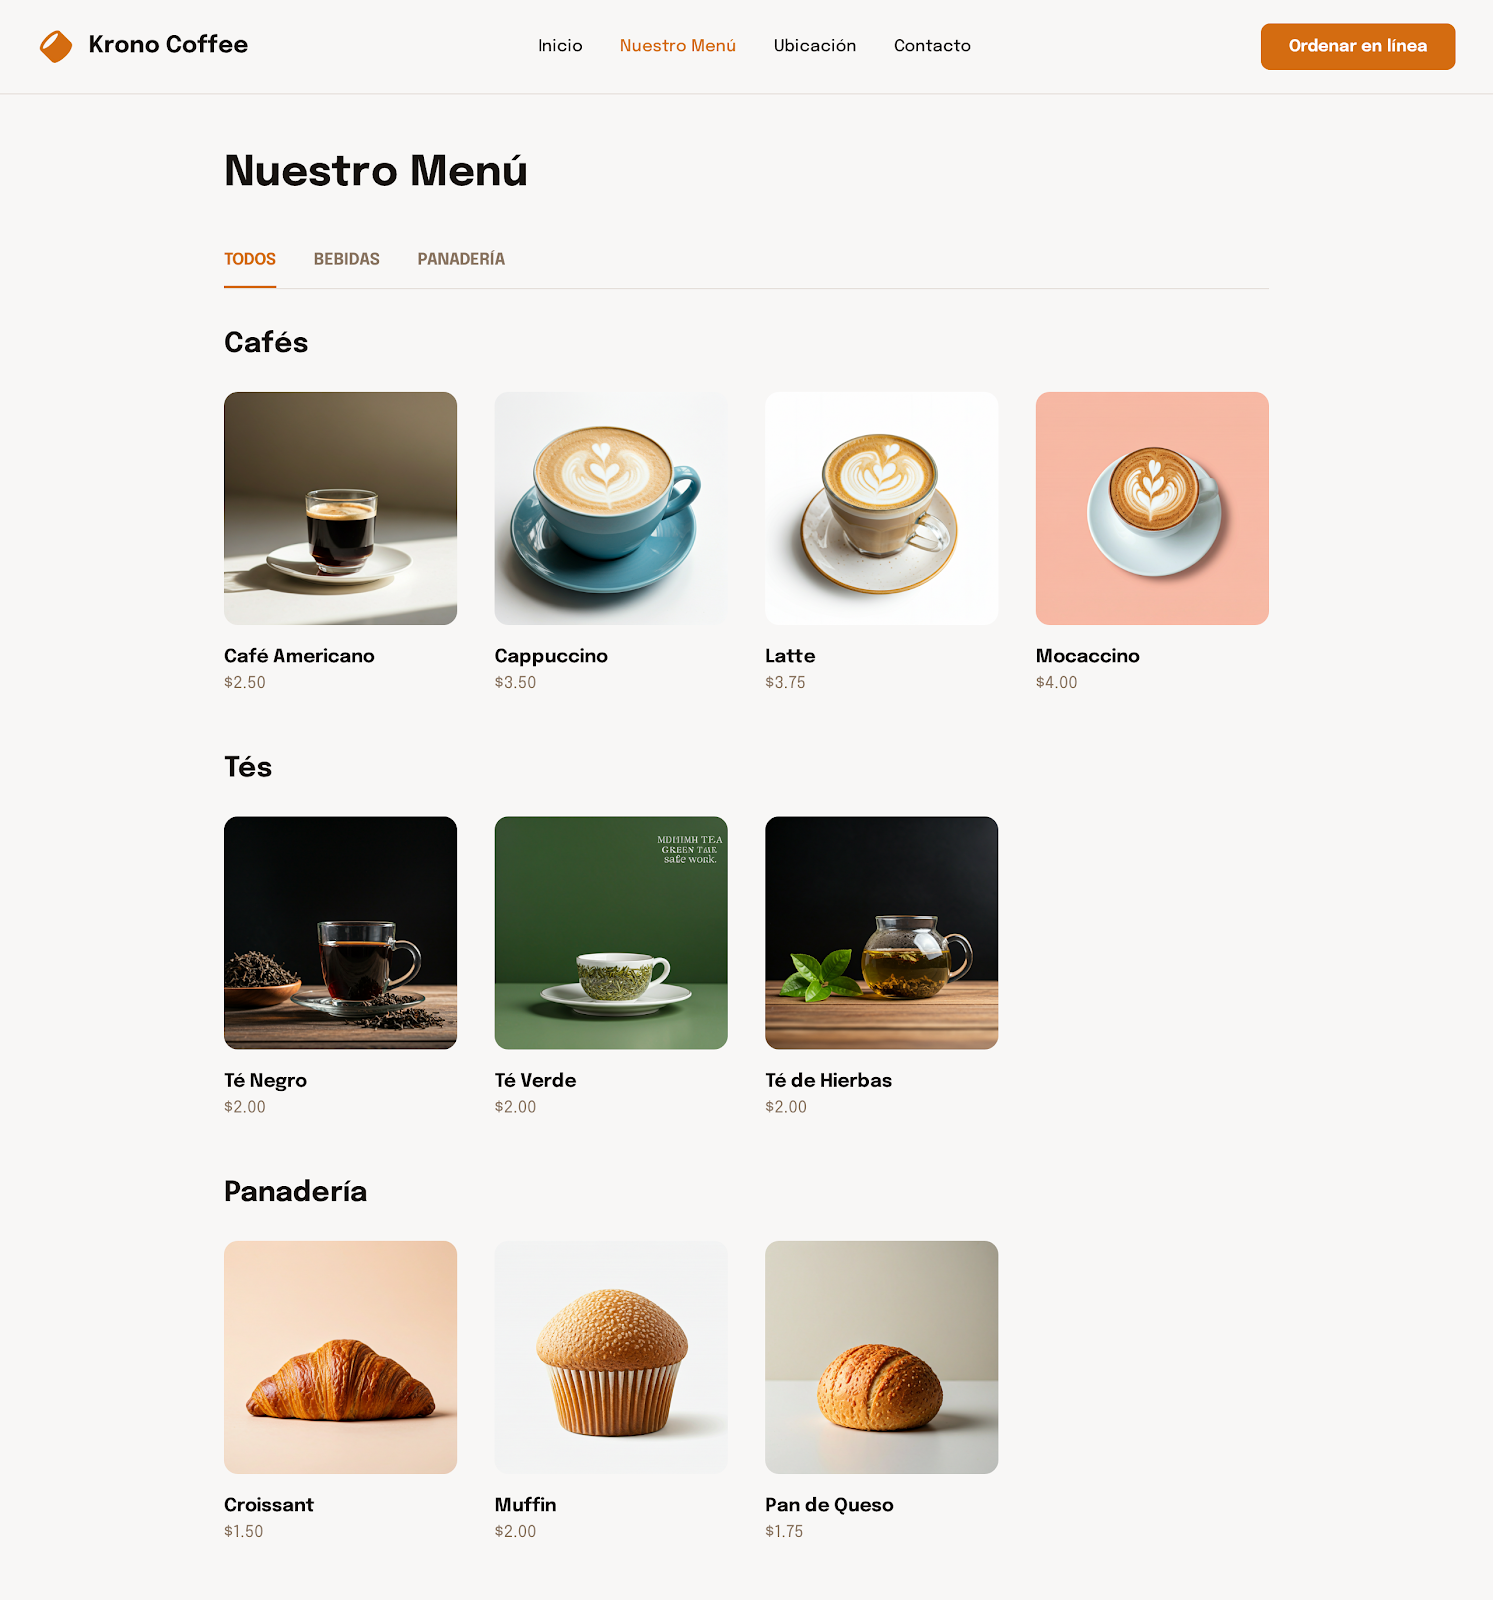 Krono Coffee
Inicio Nuestro Menú Ubicación Contacto
Ordenar en línea
Nuestro Menú
TODOS BEBIDAS PANADERÍA
Cafés
Café Americano Cappuccino Latte Mocaccino
$2.50 $3.50 $3.75 $4.00
Tés
TEA
GREEN
safe work.
Té Negro Té Verde Té de Hierbas
$2.00 $2.00 $2.00
Panadería
Croissant Muffin Pan de Queso
$1.50 $2.00 $1.75